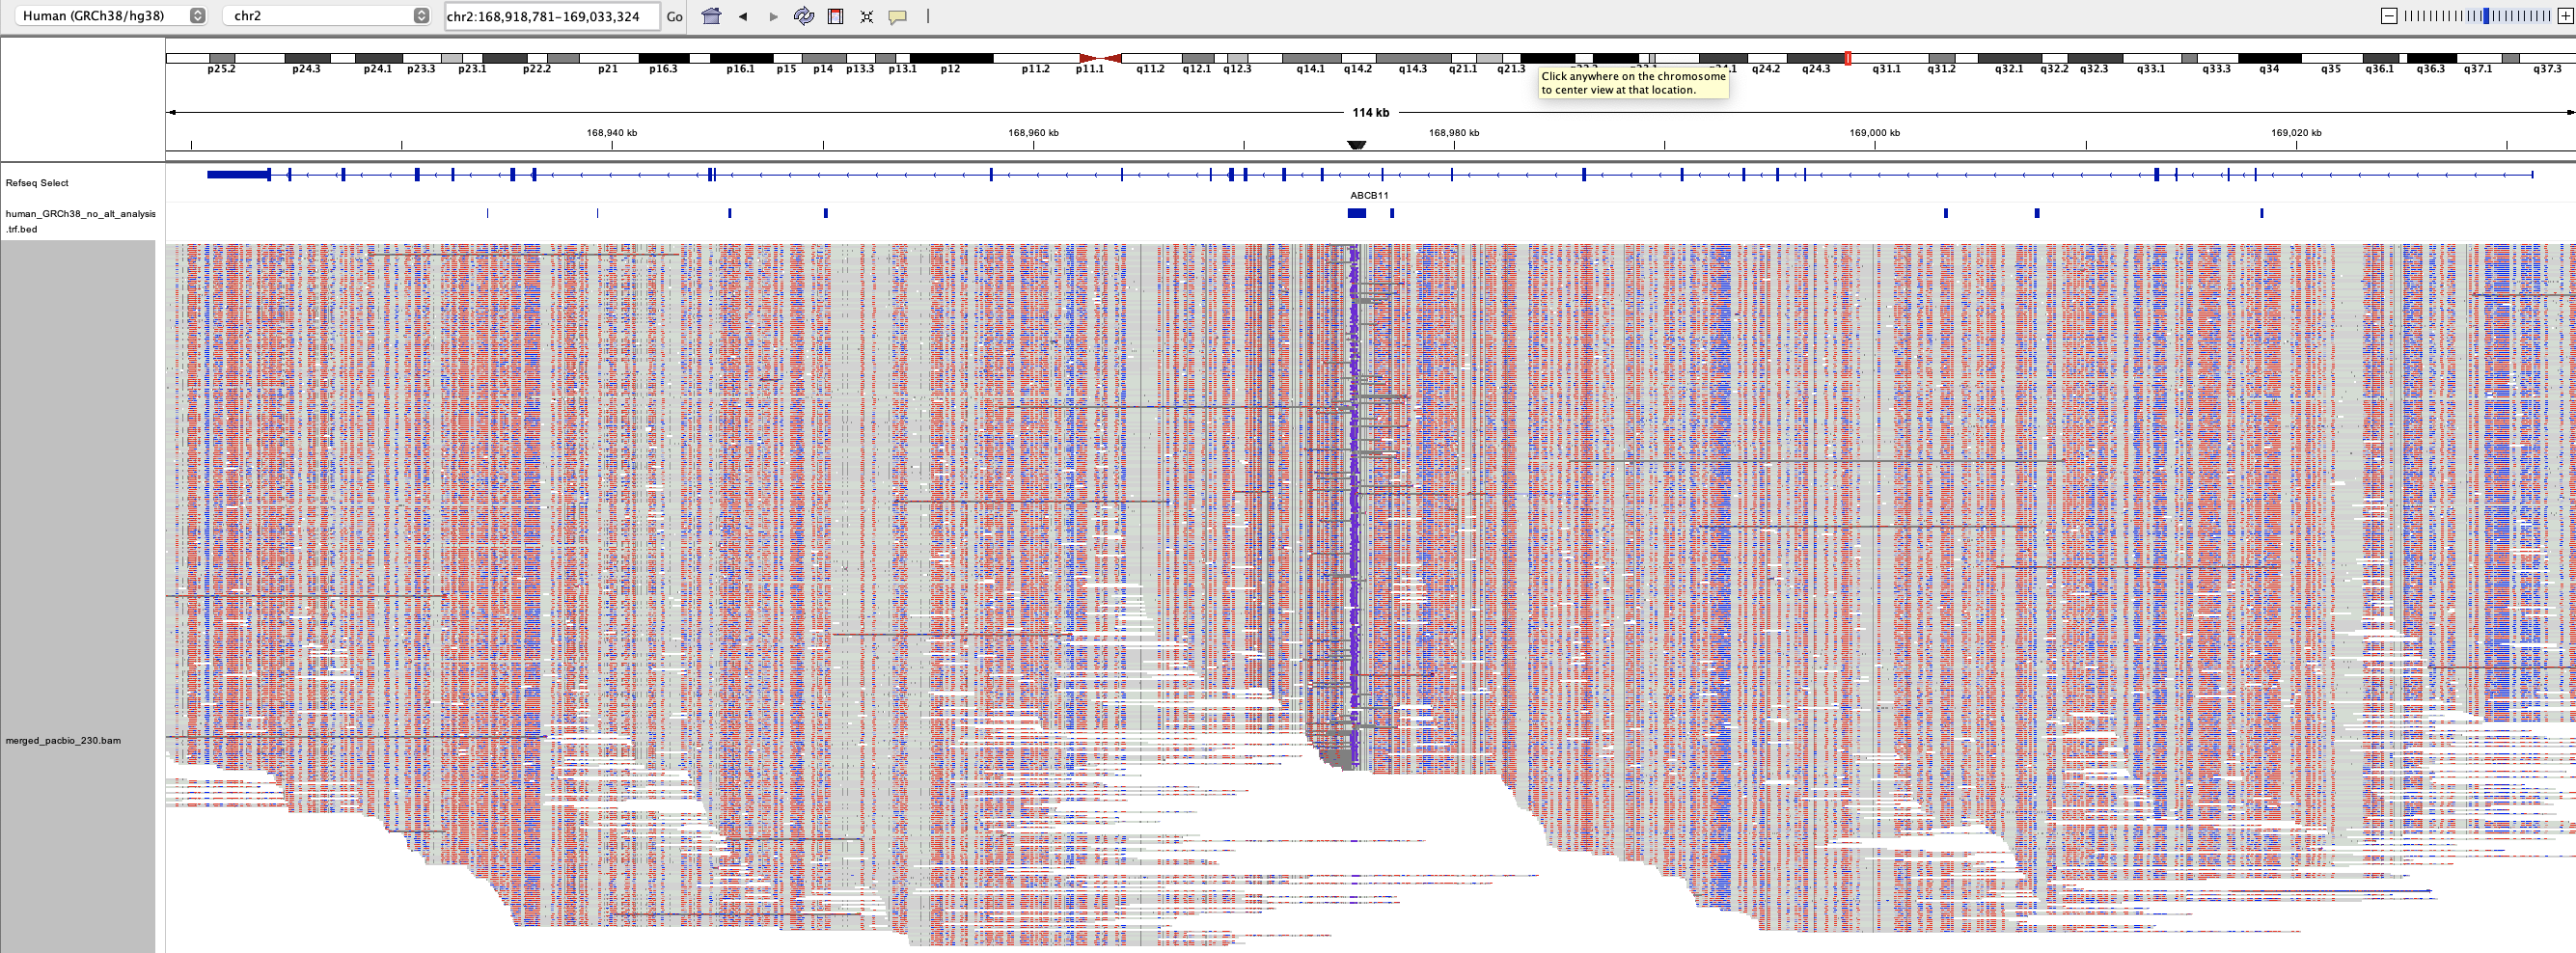 Human (GRCh38/hg38) chr2 chr2:168,918,781-169,033,324 Go
p25.2 p24.3 p24.1 p23.3 p23.1 p22.2 p21 p16.3 p16.1 p15 p14 p13.3 p13.1 p12 p11.2 p11.1 q11.2 q12.1 q12.3 q14.1 q14.2 q14.3 q21.1 q21.3 q24.2 q24.3 q31.1 q31.2 q32.1 q32.2 q32.3 q33.1 q33.3 q34 q35 q36.1 q36.3 q37.1 q37.3
Click anywhere on the chromosome
to center view at that location.
114 kb
168,940 kb 168,960 kb 168,980 kb 169,000 kb 169,020 kb
Refseq Select
ABCB11
human_GRCh38_no_alt_analysis
.trf.bed
merged_pacbio_230.bam